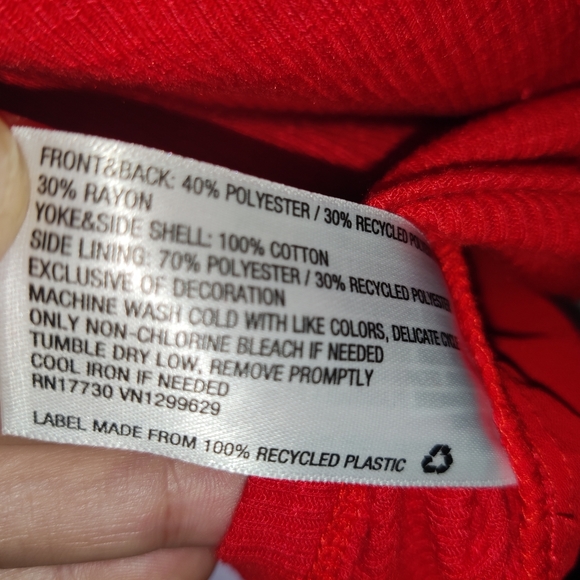 FRONT&BACK: 40% POLYESTER / 30% RECYCLED
30% RAYON
YOKE&SIDE SHELL: 100% COTTON
SIDE LINING: 70% POLYESTER / 30% RECYCLED POLYESTER
EXCLUSIVE OF DECORATION
MACHINE WASH COLD WITH LIKE COLORS, DELICATE CYCLE
ONLY NON-CHLORINE BLEACH IF NEEDED
TUMBLE DRY LOW, REMOVE PROMPTLY
COOL IRON IF NEEDED
RN17730 VN1299629
LABEL MADE FROM 100% RECYCLED PLASTIC